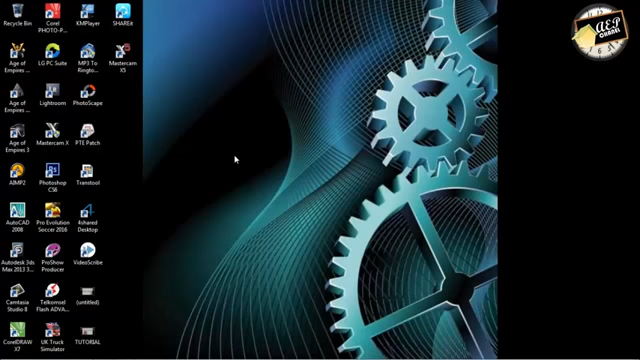 Recycle Bin
Corel
PHOTO-P...
KMPlayer
SHAREit
Age of
Empires ...
LG PC Suite
MP3 To
Ringto...
Mastercam
X5
Age of
Empires ...
Lightroom
PhotoScape
Age of
Empires 3
Mastercam X
PTE Patch
AIMP2
Photoshop
CS6
Transtool
AutoCAD
2008
Pro Evolution
Soccer 2016
4shared
Desktop
Autodesk 3ds
Max 2013 3...
ProShow
Producer
VideoScribe
Camtasia
Studio 8
Telkomsel
Flash ADVA...
(untitled)
CorelDRAW
X7
UK Truck
Simulator
TUTORIAL
AEP
CHANNEL